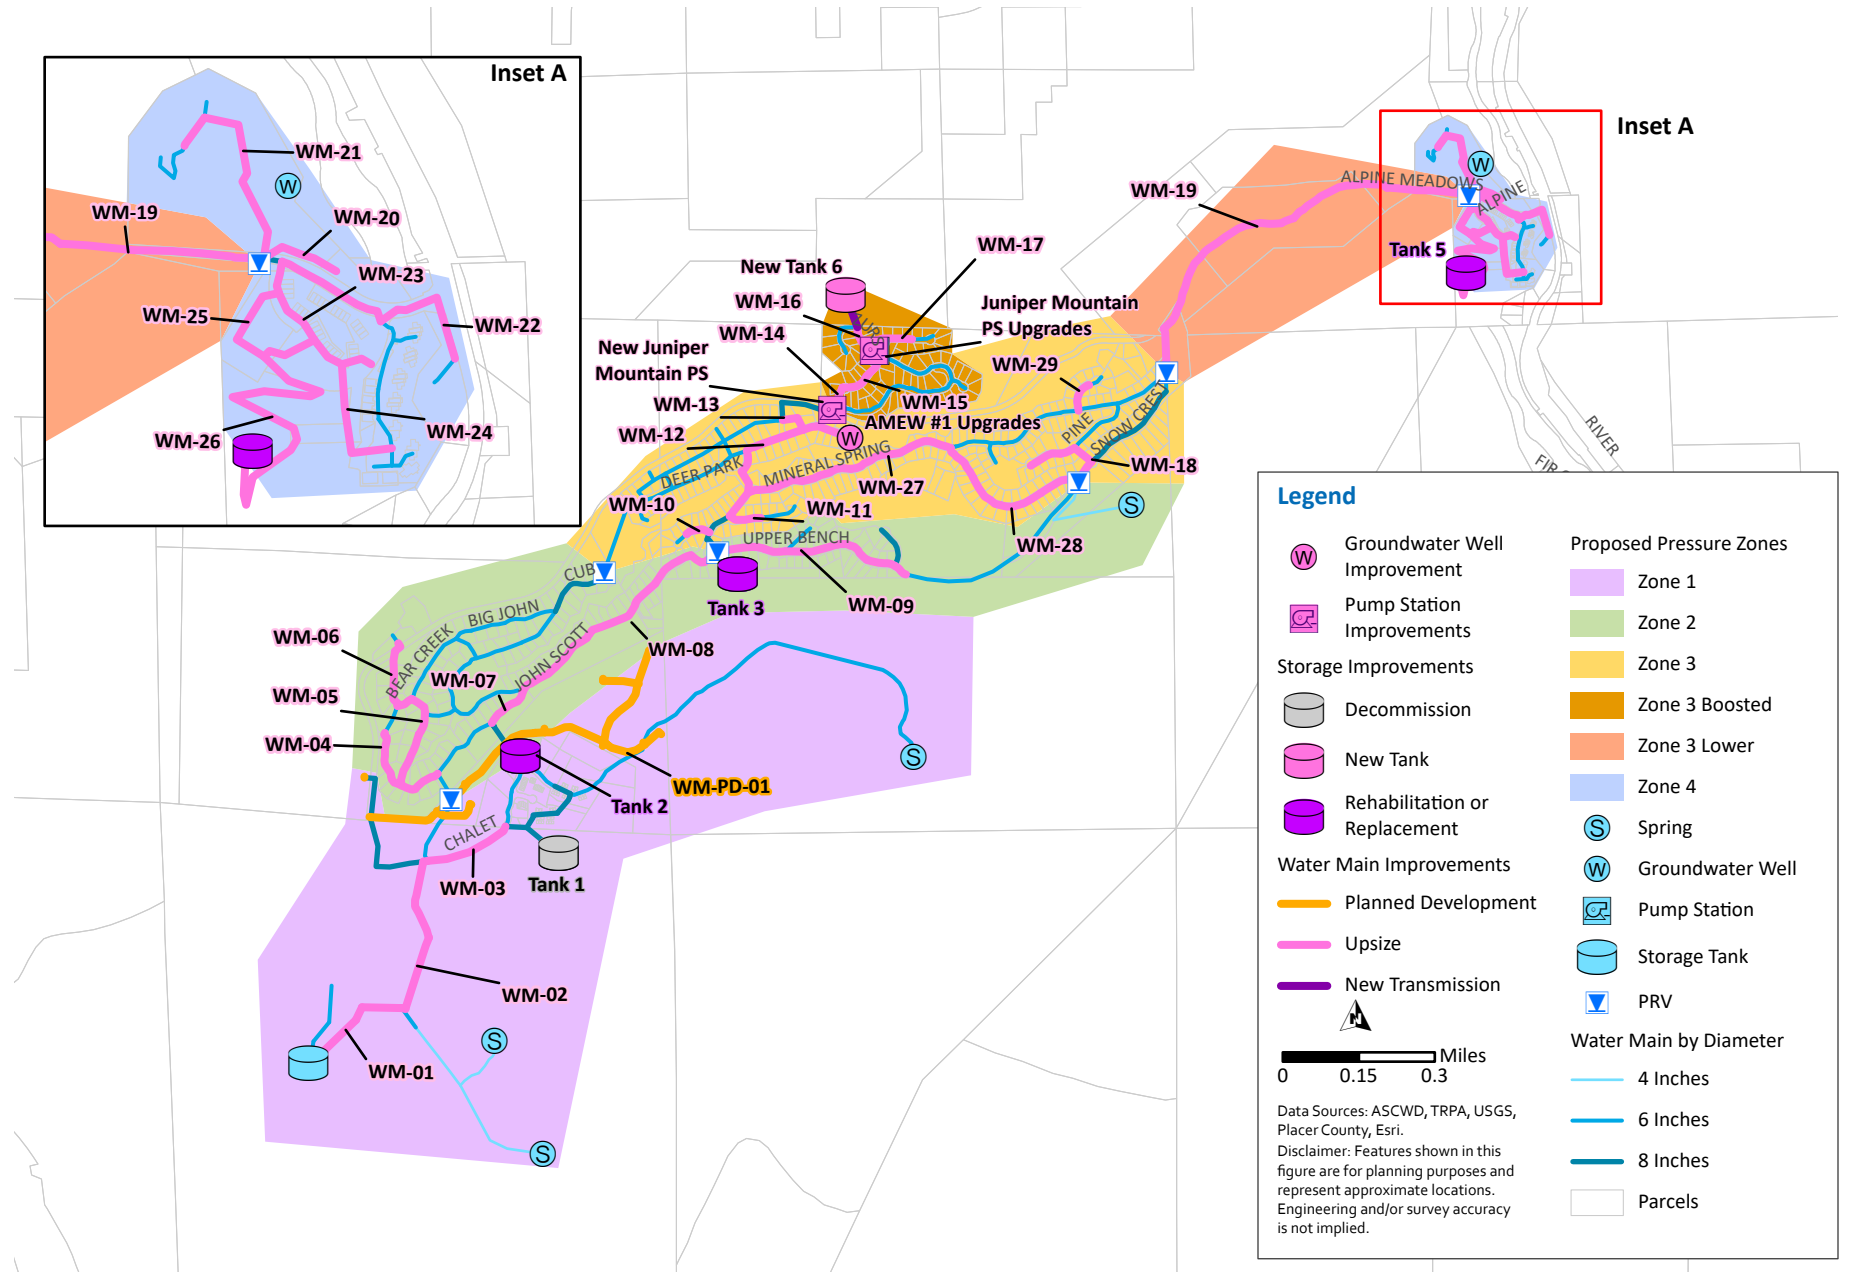 Inset A
WM-21
W
WM-19
WM-20
WM-23
WM-25
WM-22
WM-26
WM-24
Inset A
W
ALPINE MEADOWS
ALPINE
WM-19
Tank 5
WM-17
New Tank 6
WM-16
Juniper Mountain
PS Upgrades
WM-14
New Juniper
Mountain PS
WM-29
WM-13
WM-15
AMEW #1 Upgrades
W
WM-12
PINE
SNOW CREST
DEER PARK
MINERAL SPRING
WM-18
WM-27
S
WM-10
WM-11
UPPER BENCH
WM-28
CUB
Tank 3
WM-09
BIG JOHN
WM-06
BEAR CREEK
JOHN SCOTT
WM-08
WM-07
WM-05
WM-04
S
WM-PD-01
Tank 2
CHALET
WM-03
Tank 1
WM-02
S
WM-01
S
RIVER
Legend
W
Groundwater Well
Improvement
Pump Station
Improvements
Storage Improvements
Decommission
New Tank
Rehabilitation or
Replacement
Water Main Improvements
Planned Development
Upsize
New Transmission
N
Miles
0 0.15 0.3
Data Sources: ASCWD, TRPA, USGS,
Placer County, Esri.
Disclaimer: Features shown in this
figure are for planning purposes and
represent approximate locations.
Engineering and/or survey accuracy
is not implied.
Proposed Pressure Zones
Zone 1
Zone 2
Zone 3
Zone 3 Boosted
Zone 3 Lower
Zone 4
S
Spring
W
Groundwater Well
Pump Station
Storage Tank
PRV
Water Main by Diameter
4 Inches
6 Inches
8 Inches
Parcels